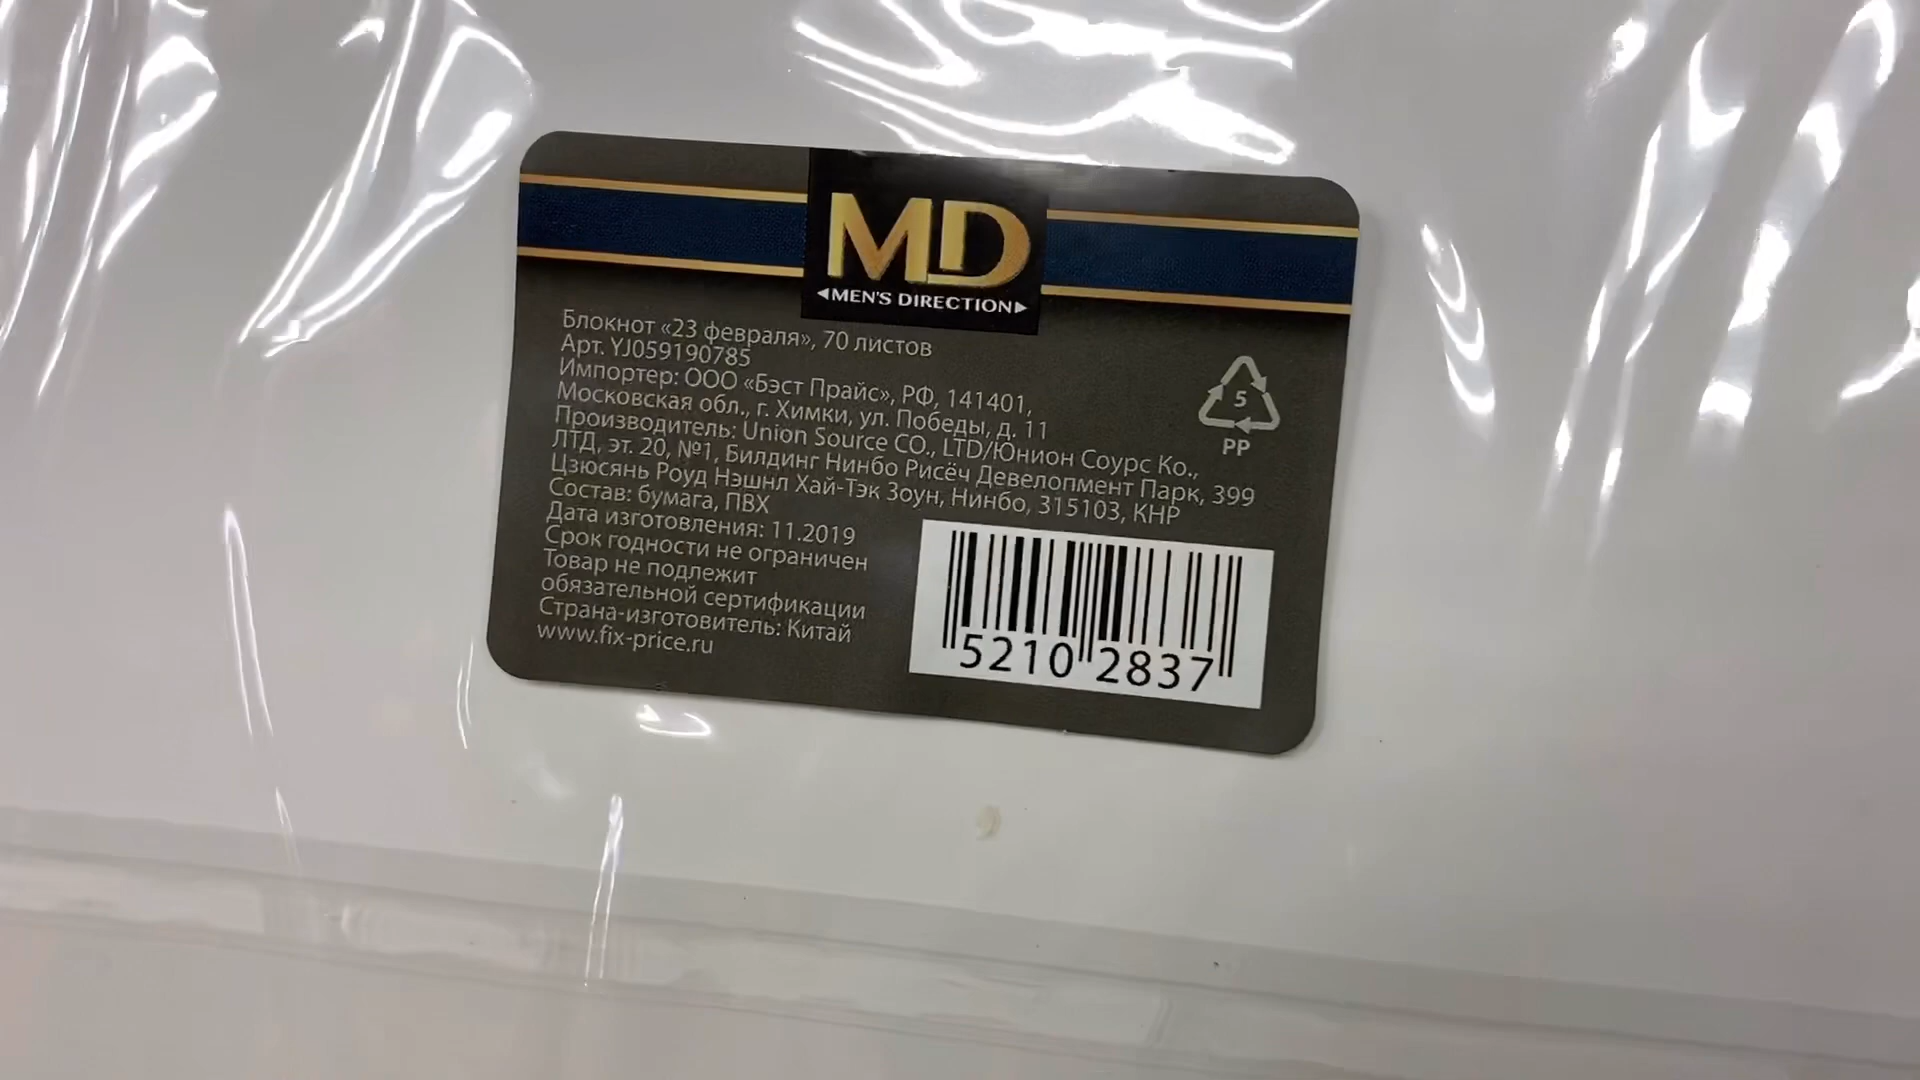 MD
MEN'S DIRECTION
Блокнот «23 февраля», 70 листов
Арт. YJ059190785
Импортер: ООО «Бэст Прайс», РФ, 141401,
Московская обл., г. Химки, ул. Победы, д. 11
Производитель: Union Source CO., LTD/Юнион Соурс Ко.,
ЛТД, эт. 20, №1, Билдинг Нинбо Рисёч Девелопмент Парк, 399
Цзюсянь Роуд Нэшнл Хай-Тэк Зоун, Нинбо, 315103, КНР
Состав: бумага, ПВХ
Дата изготовления: 11.2019
Срок годности не ограничен
Товар не подлежит
обязательной сертификации
Страна-изготовитель: Китай
www.fix-price.ru
5
PP
5210 2837